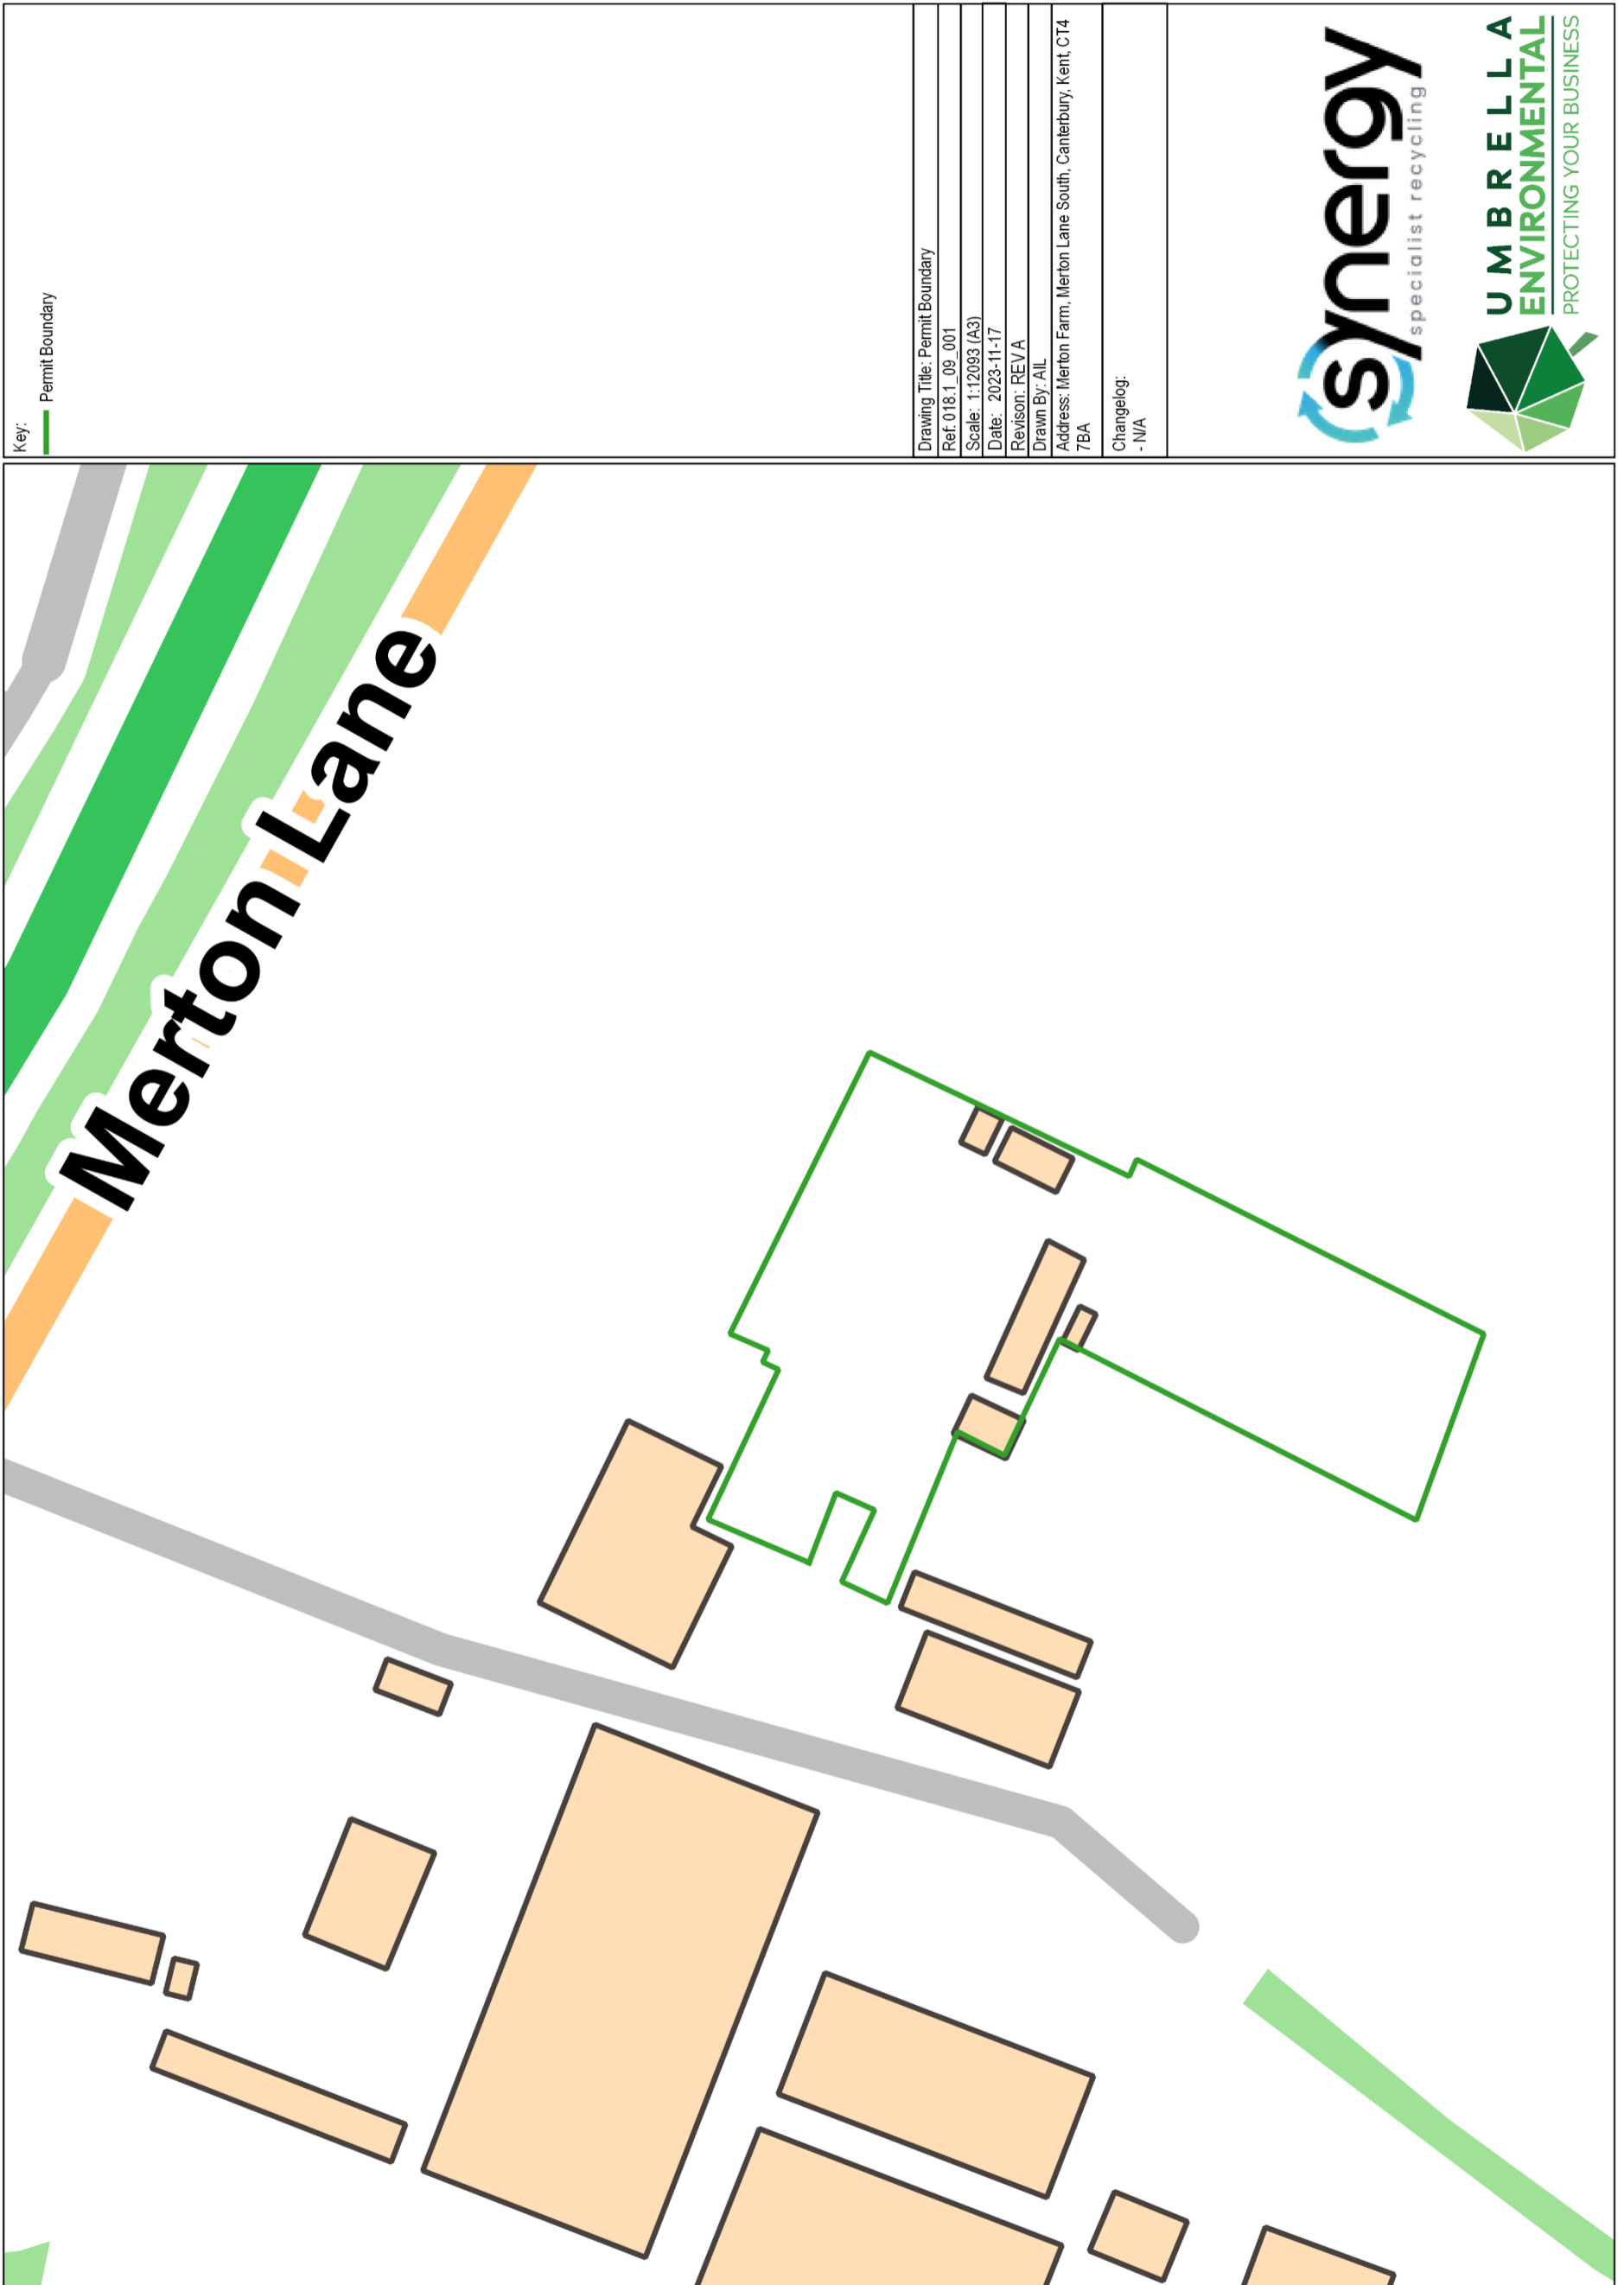 Key:
Permit Boundary
Drawing Title: Permit Boundary
Ref: 018.1_09_001
Scale: 1:12093 (A3)
Date: 2023-11-17
Revison: REV A
Drawn By: AIL
Address: Merton Farm, Merton Lane South, Canterbury, Kent, CT4
7BA
Changelog:
- N/A
synergy
specialist recycling
UMBRELLA
ENVIRONMENTAL
PROTECTING YOUR BUSINESS
Merton Lane